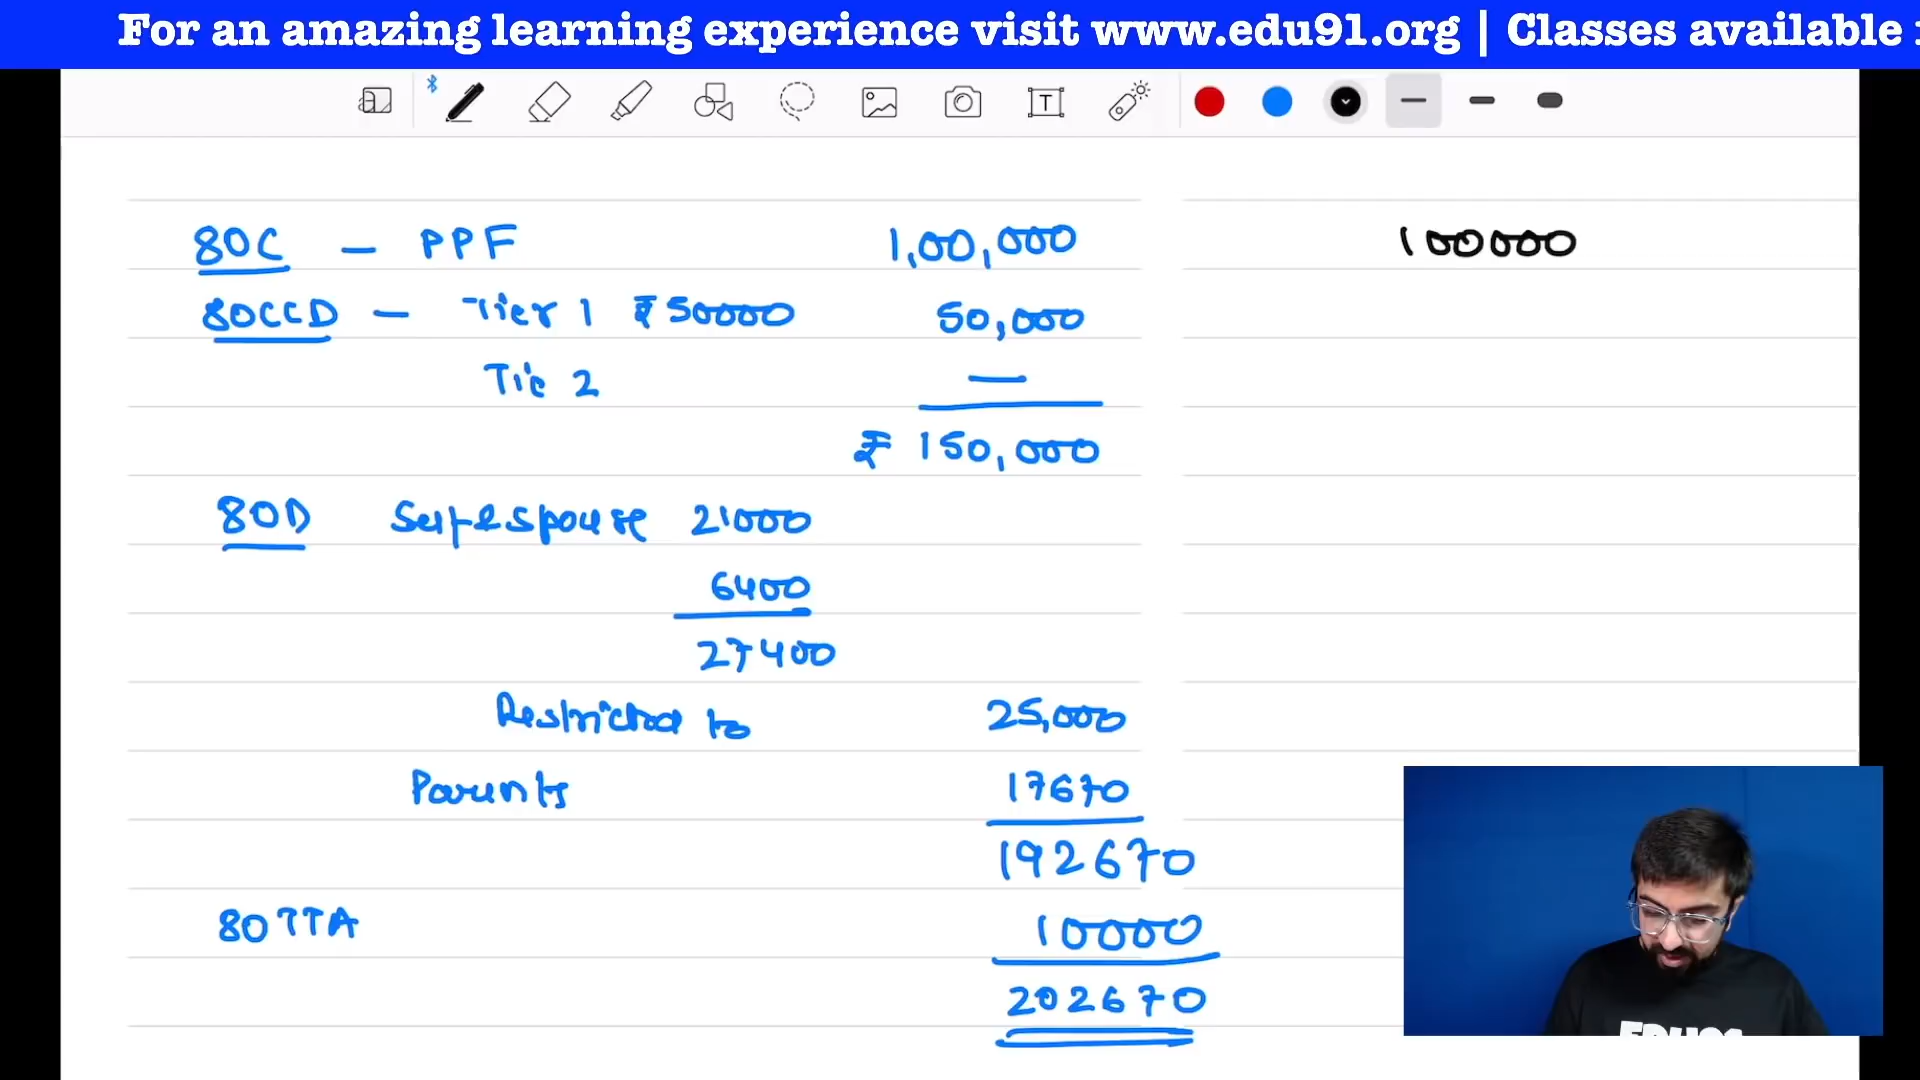 For an amazing learning experience visit www.edu91.org | Classes available
T
80C - PPF 1,00,000 100000
80CCD - Tier 1 ₹50000 50,000
Tie 2 —
₹ 150,000
80D Self & spouse 21000
6400
27400
Restricted to 25,000
Parents 17670
192670
80TTA 10000
202670
EDU91